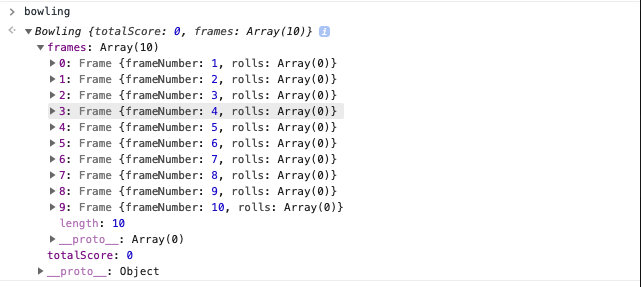 bowling
Bowling {totalScore: 0, frames: Array(10)} i
frames: Array(10)
0: Frame {frameNumber: 1, rolls: Array(0)}
1: Frame {frameNumber: 2, rolls: Array(0)}
2: Frame {frameNumber: 3, rolls: Array(0)}
3: Frame {frameNumber: 4, rolls: Array(0)}
4: Frame {frameNumber: 5, rolls: Array(0)}
5: Frame {frameNumber: 6, rolls: Array(0)}
6: Frame {frameNumber: 7, rolls: Array(0)}
7: Frame {frameNumber: 8, rolls: Array(0)}
8: Frame {frameNumber: 9, rolls: Array(0)}
9: Frame {frameNumber: 10, rolls: Array(0)}
length: 10
__proto__: Array(0)
totalScore: 0
__proto__: Object